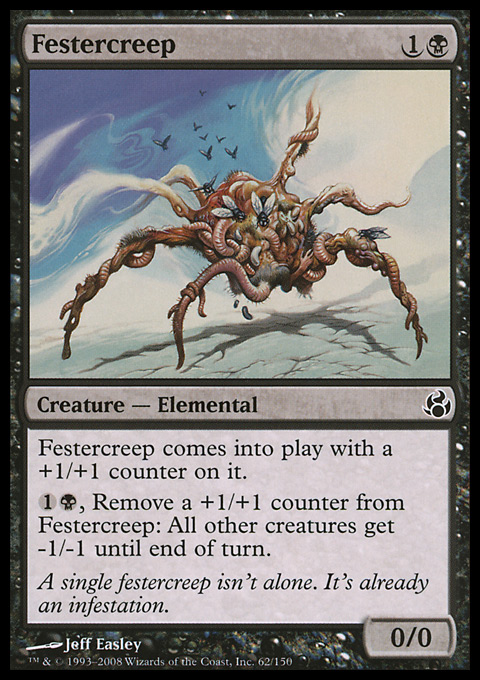 Festercreep 1
Creature — Elemental
Festercreep comes into play with a
+1/+1 counter on it.
1, Remove a +1/+1 counter from
Festercreep: All other creatures get
-1/-1 until end of turn.
A single festercreep isn't alone. It's already
an infestation.
Jeff Easley
0/0
™ & © 1993–2008 Wizards of the Coast, Inc. 62/150